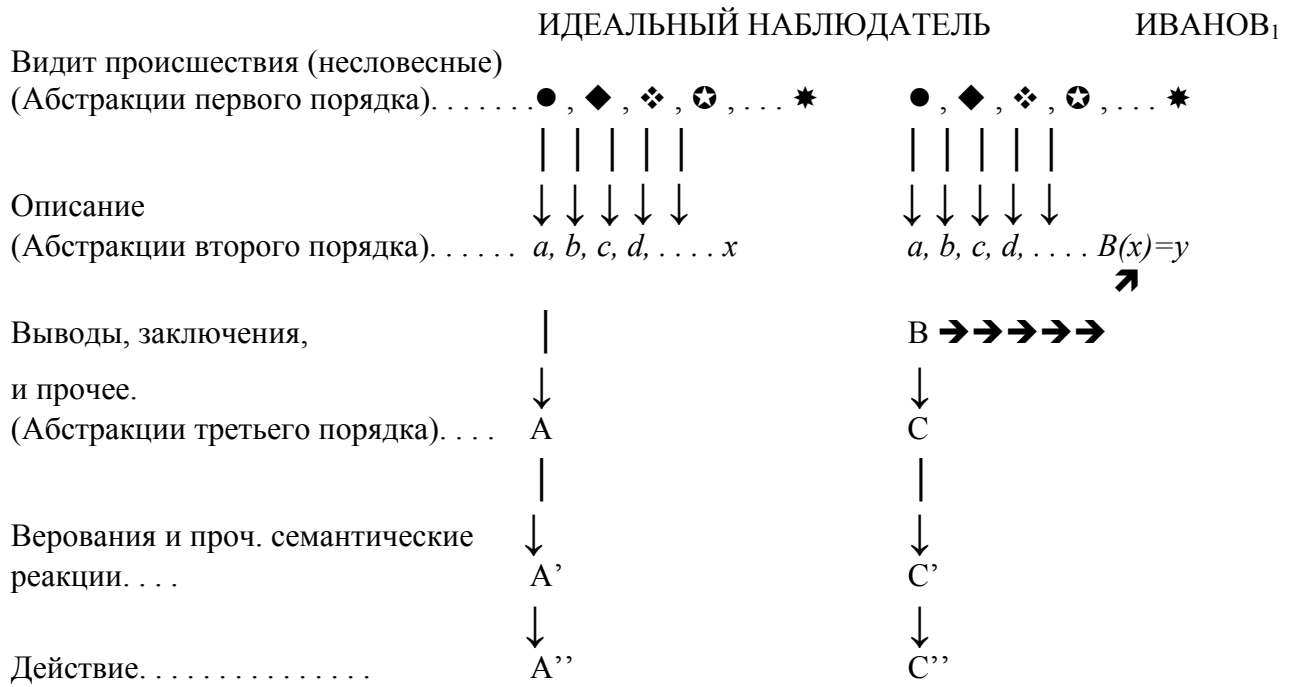 ИДЕАЛЬНЫЙ НАБЛЮДАТЕЛЬ ИВАНОВ₁
Видит происшествия (несловесные)
(Абстракции первого порядка). . . . . . .● , ◆ , ❖ , ✪ , . . . ✸ ● , ◆ , ❖ , ✪ , . . . ✸
| | | | | | | | | |
Описание ↓ ↓ ↓ ↓ ↓ ↓ ↓ ↓ ↓ ↓
(Абстракции второго порядка). . . . . . a, b, c, d, . . . . x a, b, c, d, . . . . B(x)=y
➚
Выводы, заключения, | B ➔➔➔➔➔
и прочее. ↓ ↓
(Абстракции третьего порядка). . . . A C
| |
Верования и проч. семантические ↓ ↓
реакции. . . . A’ C’
↓ ↓
Действие. . . . . . . . . . . . . . . A’’ C’’